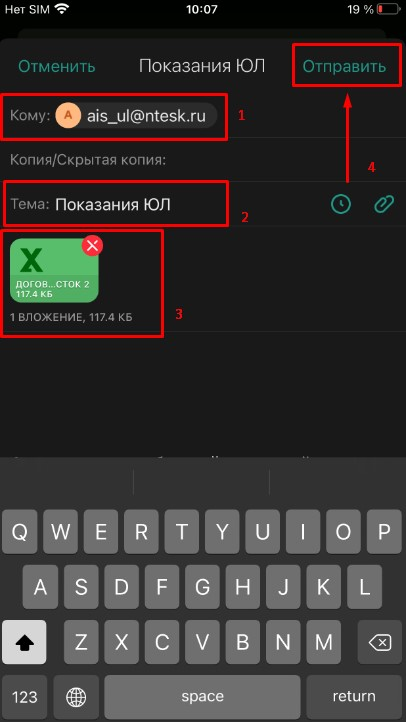 Нет SIM 10:07 19 %
Отменить Показания ЮЛ Отправить
Кому: A ais_ul@ntesk.ru 1
Копия/Скрытая копия: 4
Тема: Показания ЮЛ 2
X
ДОГОВ...СТОК 2
117.4 КБ
1 ВЛОЖЕНИЕ, 117.4 КБ 3
Q W E R T Y U I O P
A S D F G H J K L
Z X C V B N M
123 space return